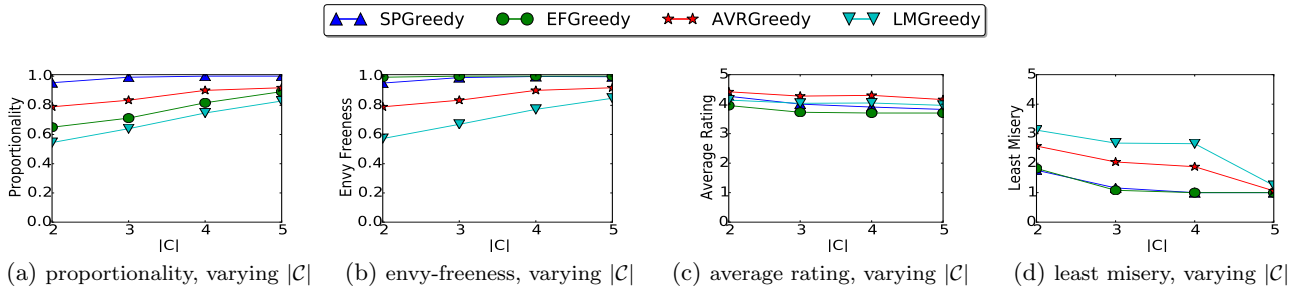 SPGreedy EFGreedy AVRGreedy LMGreedy
Proportionality
1.0
0.8
0.6
0.4
0.2
0.0
2 3 4 5
|C|
(a) proportionality, varying |C|
Envy Freeness
1.0
0.8
0.6
0.4
0.2
0.0
2 3 4 5
|C|
(b) envy-freeness, varying |C|
Average Rating
5
4
3
2
1
0
2 3 4 5
|C|
(c) average rating, varying |C|
Least Misery
5
4
3
2
1
0
2 3 4 5
|C|
(d) least misery, varying |C|